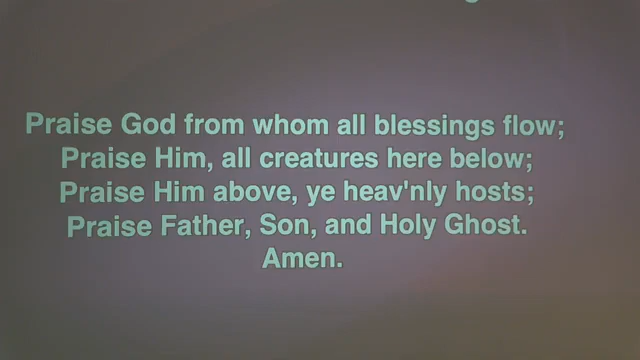 Praise God from whom all blessings flow;
Praise Him, all creatures here below;
Praise Him above, ye heav'nly hosts;
Praise Father, Son, and Holy Ghost.
Amen.